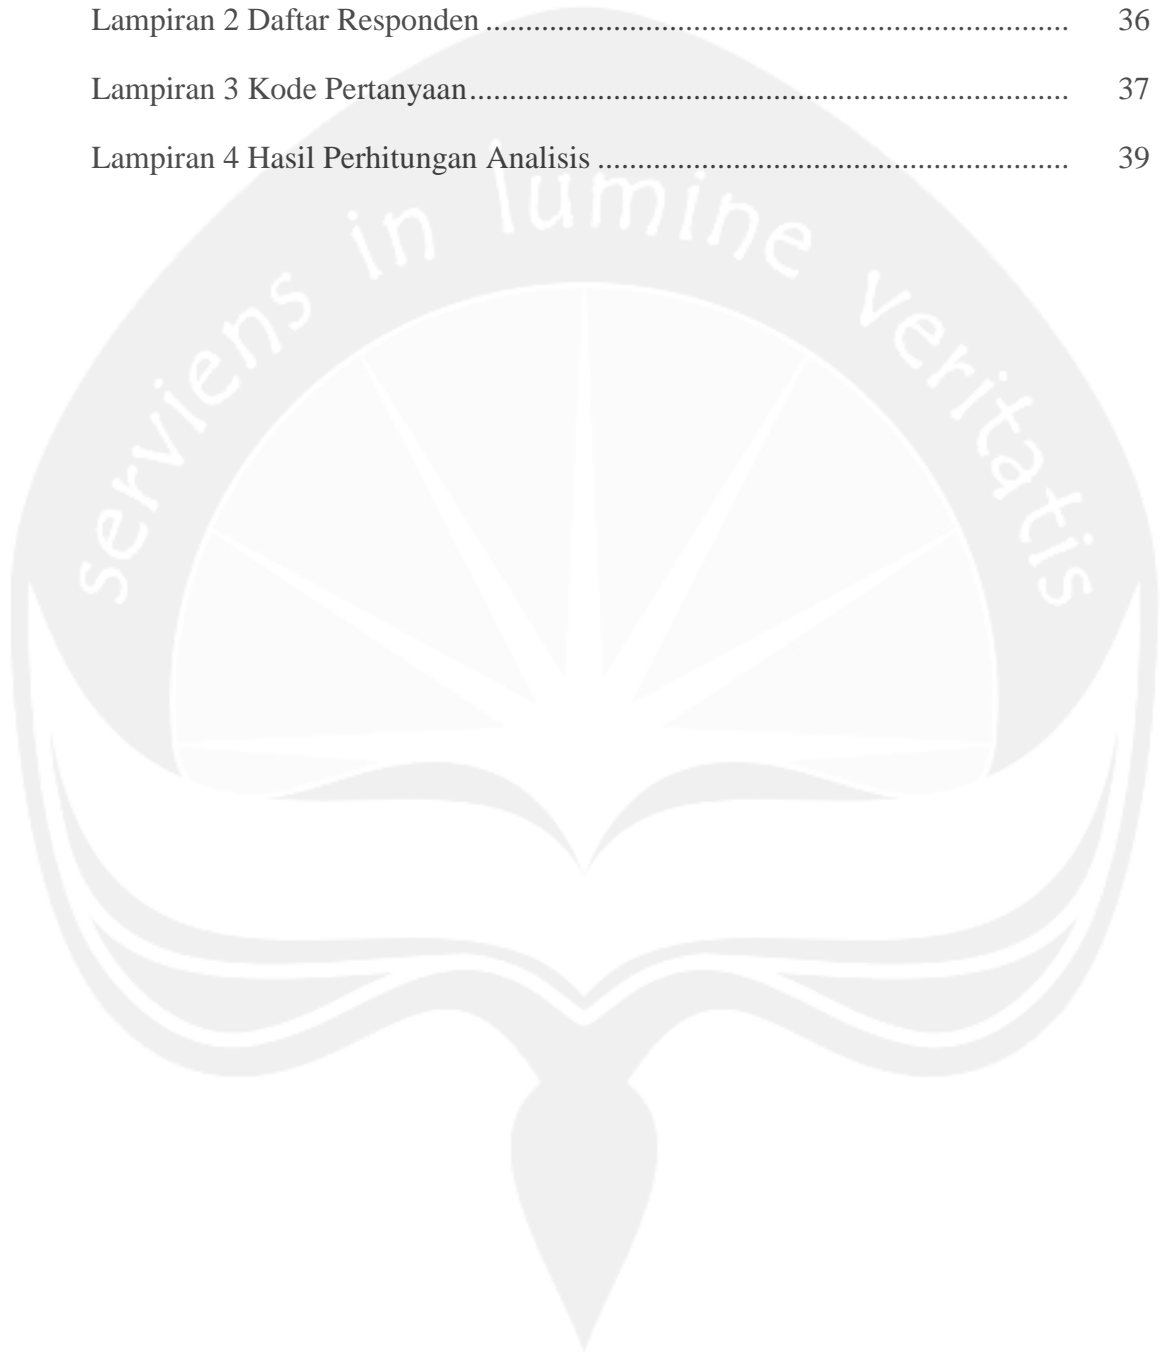 Lampiran 2 Daftar Responden ........................................................................ 36
Lampiran 3 Kode Pertanyaan.......................................................................... 37
Lampiran 4 Hasil Perhitungan Analisis .......................................................... 39
serviens in lumine veritatis